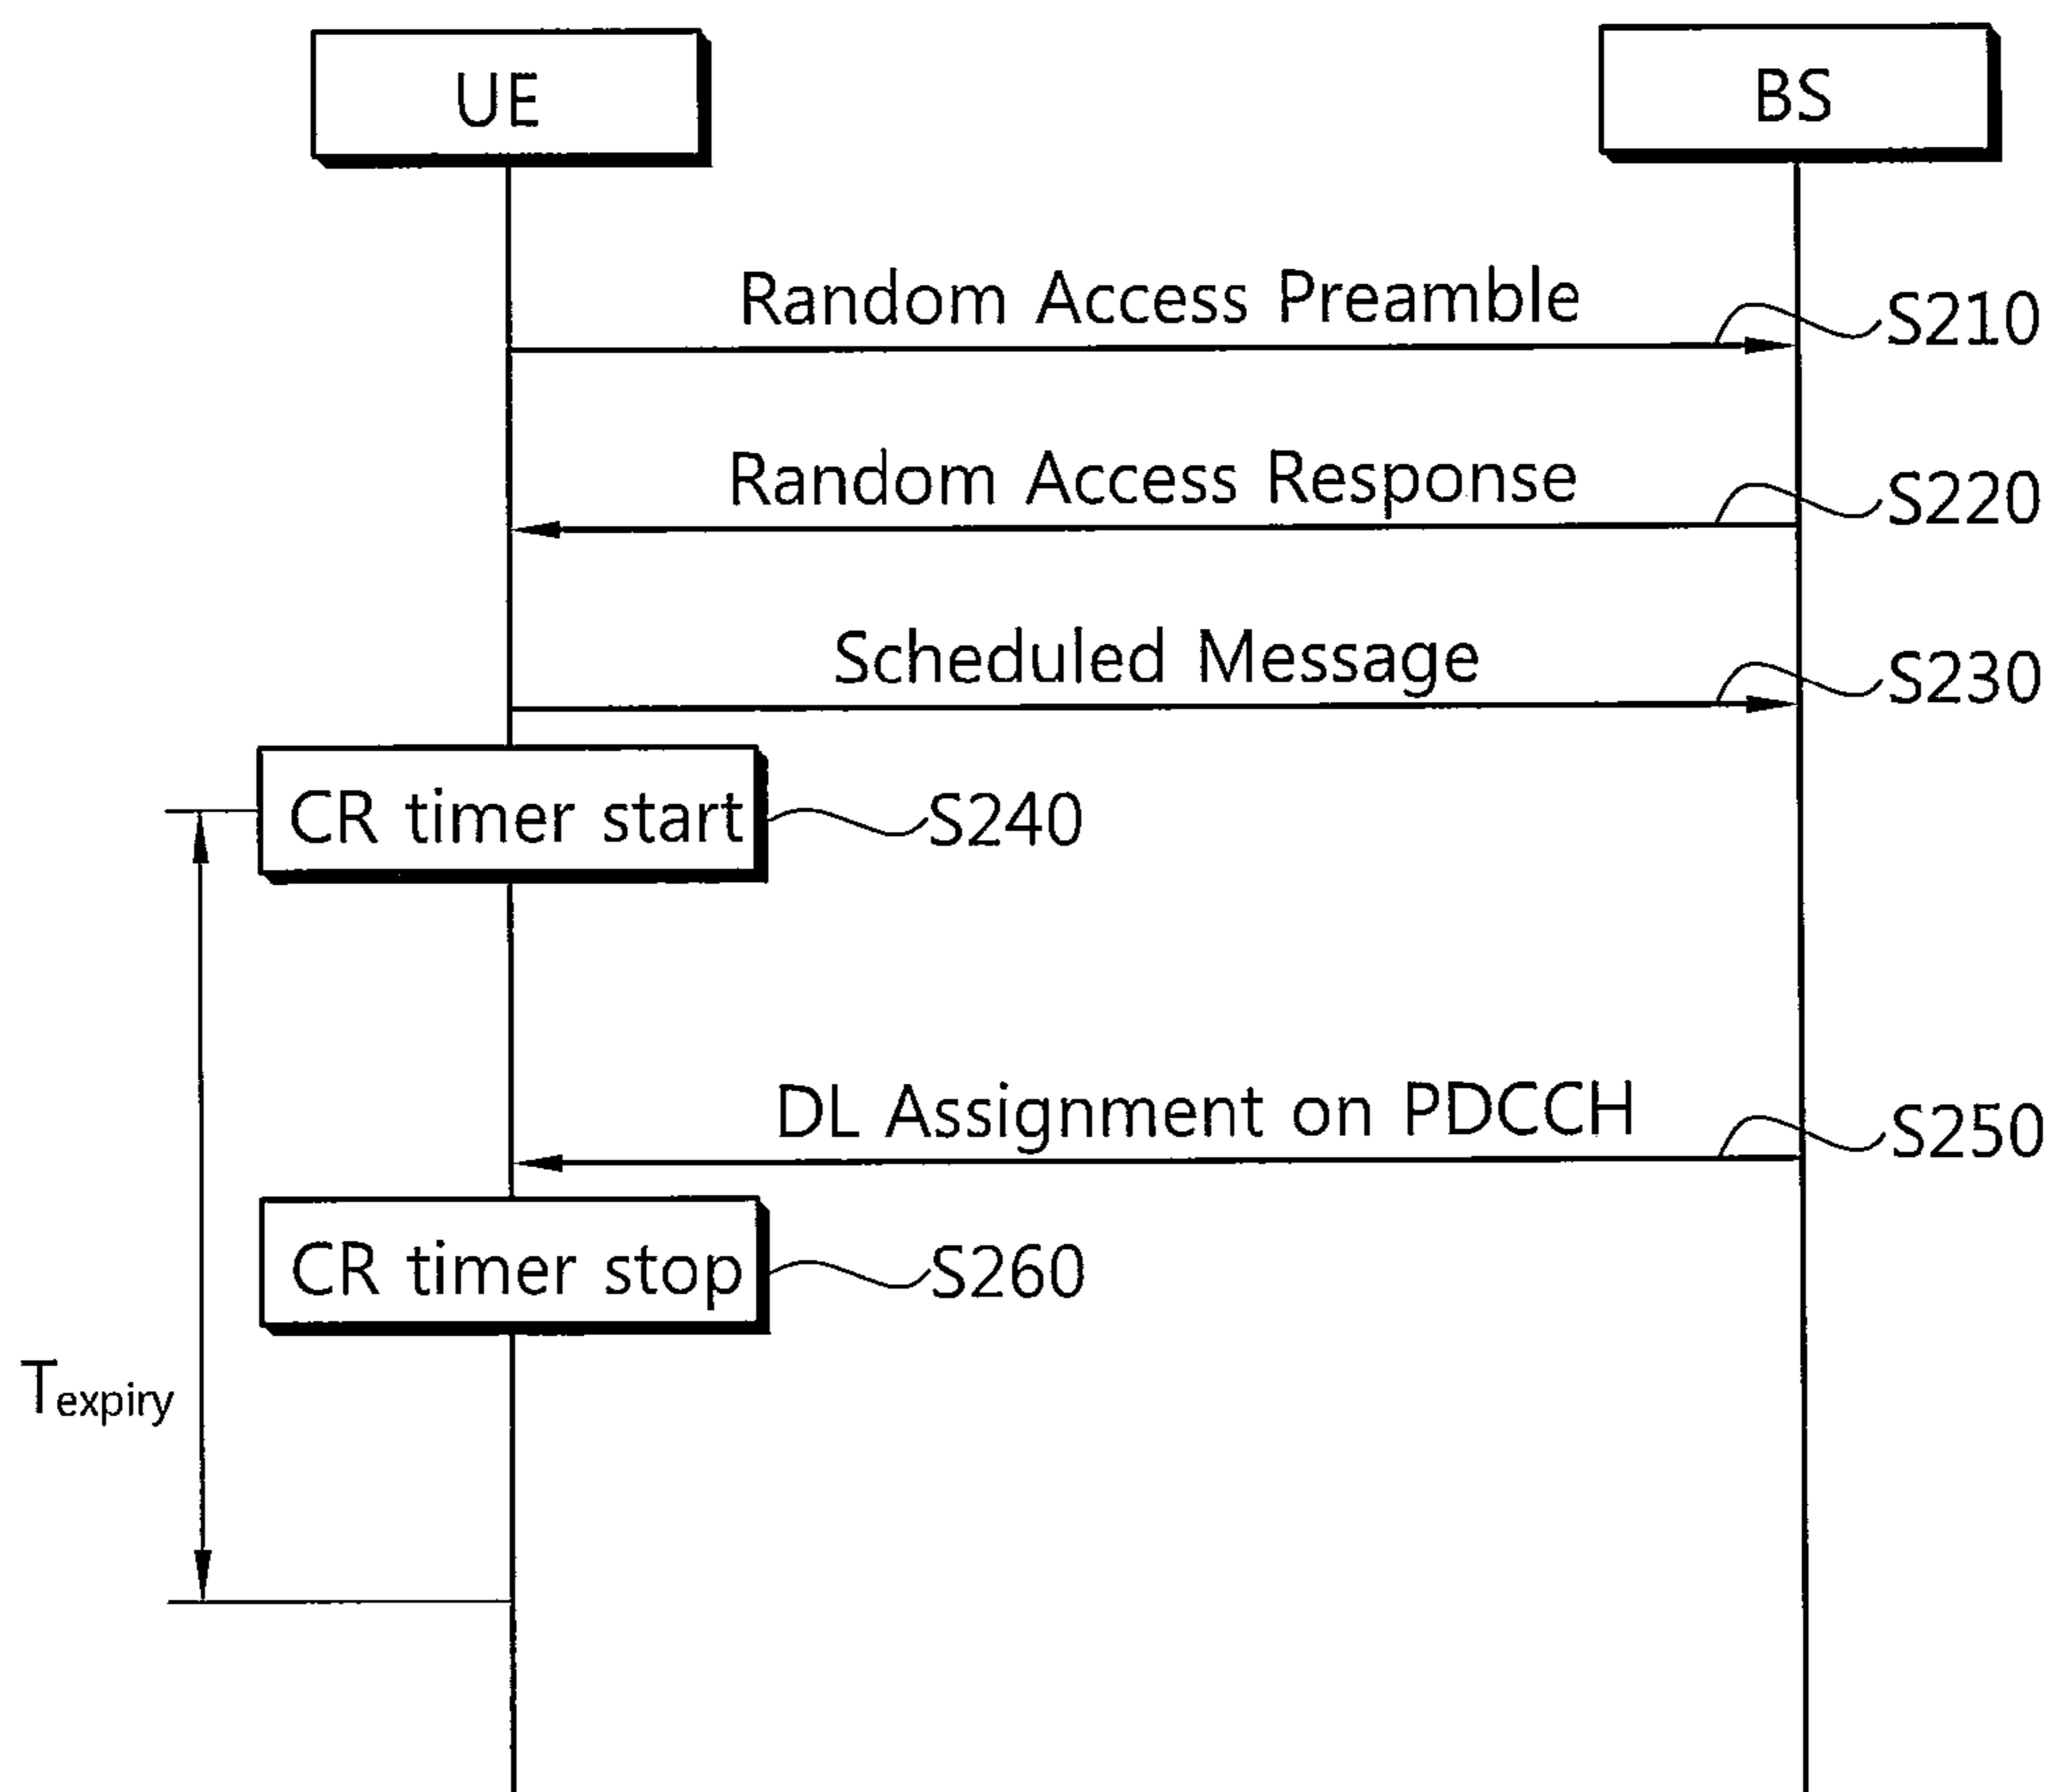 UE
BS
Random Access Preamble
S210
Random Access Response
S220
Scheduled Message
S230
CR timer start
S240
DL Assignment on PDCCH
S250
CR timer stop
S260
Texpiry